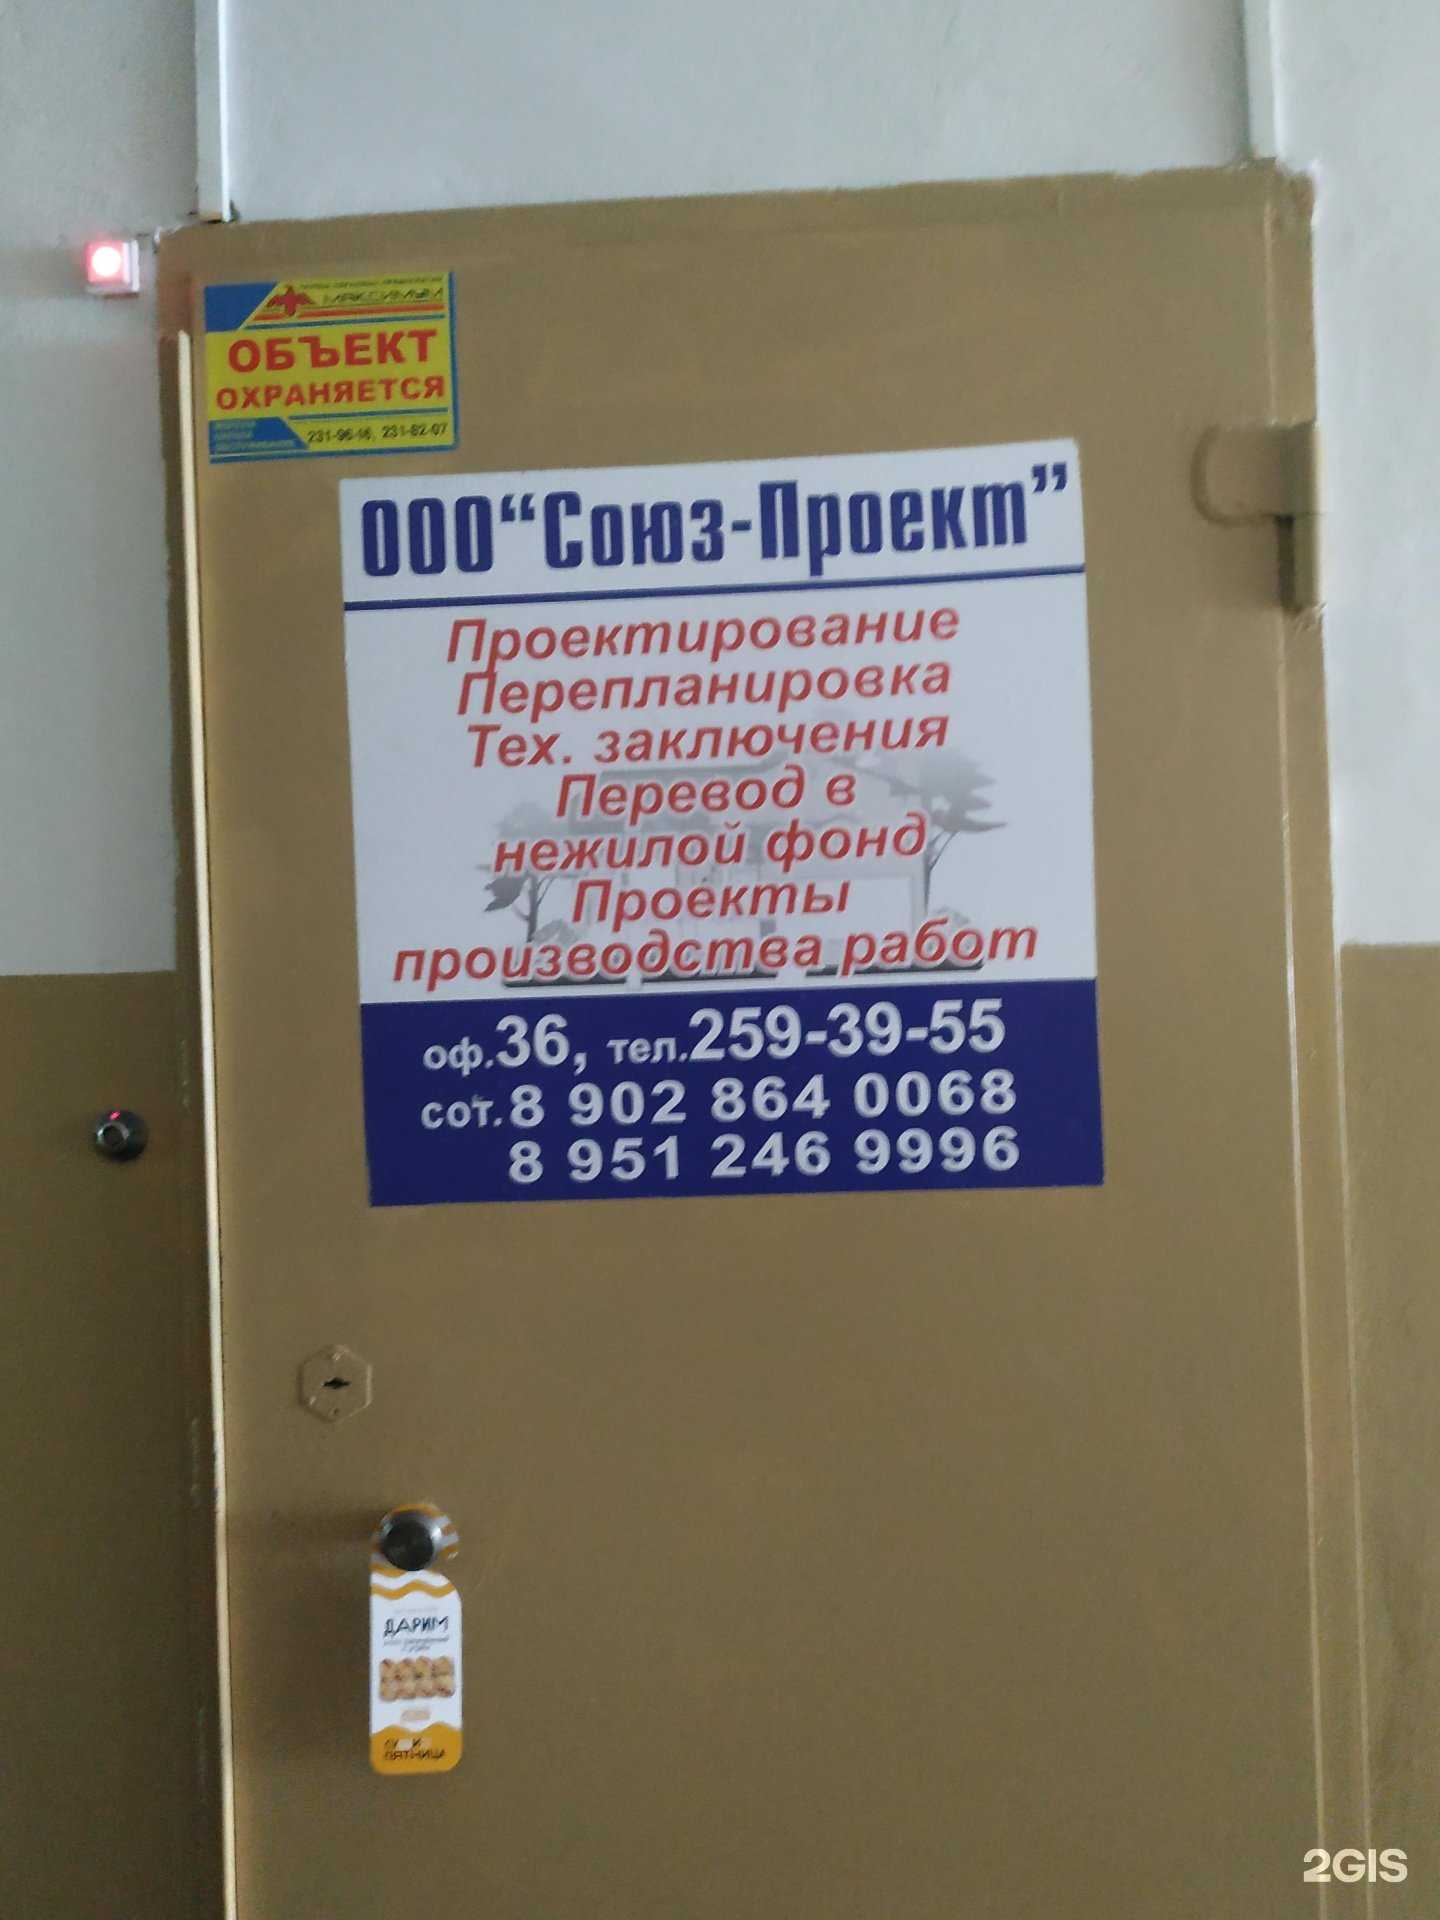 МАКСИМУМ
ОБЪЕКТ
ОХРАНЯЕТСЯ
231-96-16, 231-82-07
ООО“Союз-Проект”
Проектирование
Перепланировка
Тех. заключения
Перевод в
нежилой фонд
Проекты
производства работ
оф.36, тел.259-39-55
сот.8 902 864 0068
8 951 246 9996
ДАРИМ
ПЯТНИЦА
2GIS